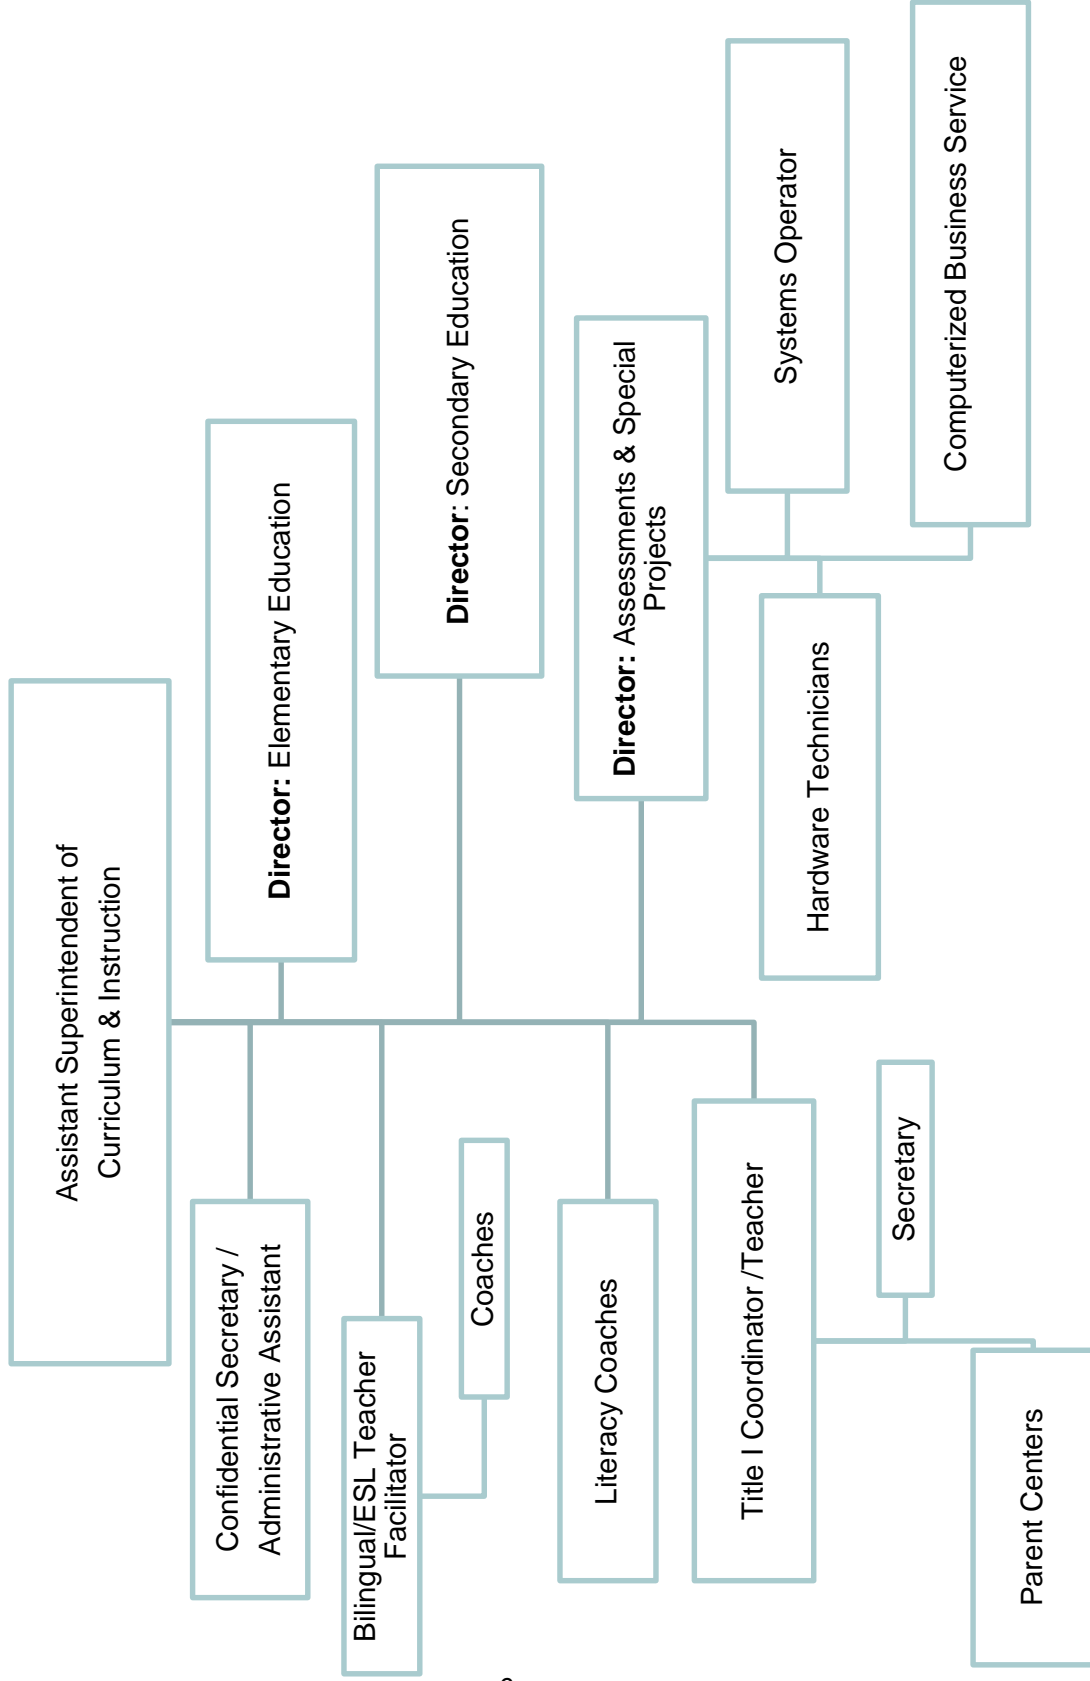 Assistant Superintendent of
Curriculum & Instruction
Confidential Secretary /
Administrative Assistant
Director: Elementary Education
Bilingual/ESL Teacher
Facilitator
Director: Secondary Education
Coaches
Literacy Coaches
Director: Assessments & Special
Projects
Title I Coordinator /Teacher
Hardware Technicians
Systems Operator
Secretary
Parent Centers
Computerized Business Service